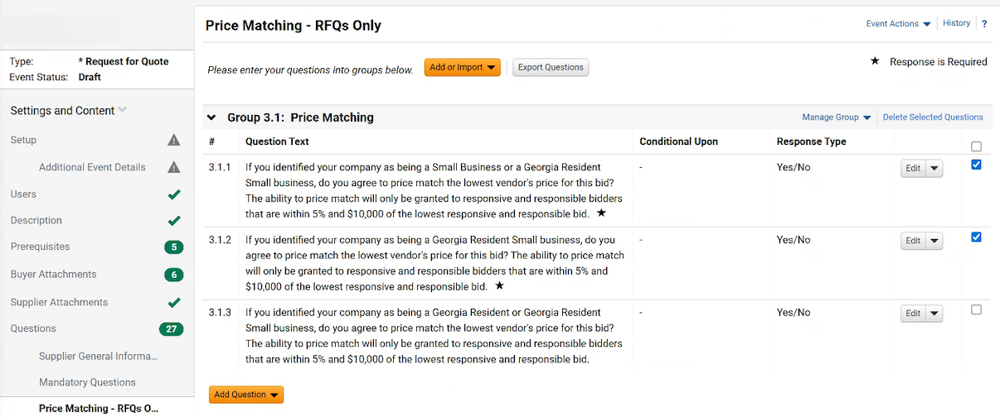 Price Matching - RFQs Only
Event Actions
History
?
Type: * Request for Quote
Event Status: Draft
Please enter your questions into groups below.
Add or Import
Export Questions
★ Response is Required
Settings and Content
Setup
Additional Event Details
Users
Description
Prerequisites 5
Buyer Attachments 6
Supplier Attachments
Questions 27
Supplier General Informa...
Mandatory Questions
Price Matching - RFQs O...
Group 3.1: Price Matching
Manage Group
Delete Selected Questions
# Question Text Conditional Upon Response Type
3.1.1 If you identified your company as being a Small Business or a Georgia Resident - Yes/No Edit
Small business, do you agree to price match the lowest vendor's price for this bid?
The ability to price match will only be granted to responsive and responsible bidders
that are within 5% and $10,000 of the lowest responsive and responsible bid. ★
3.1.2 If you identified your company as being a Georgia Resident Small business, do you - Yes/No Edit
agree to price match the lowest vendor's price for this bid? The ability to price match
will only be granted to responsive and responsible bidders that are within 5% and
$10,000 of the lowest responsive and responsible bid. ★
3.1.3 If you identified your company as being a Georgia Resident or Georgia Resident - Yes/No Edit
Small business, do you agree to price match the lowest vendor's price for this bid?
The ability to price match will only be granted to responsive and responsible bidders
that are within 5% and $10,000 of the lowest responsive and responsible bid.
Add Question